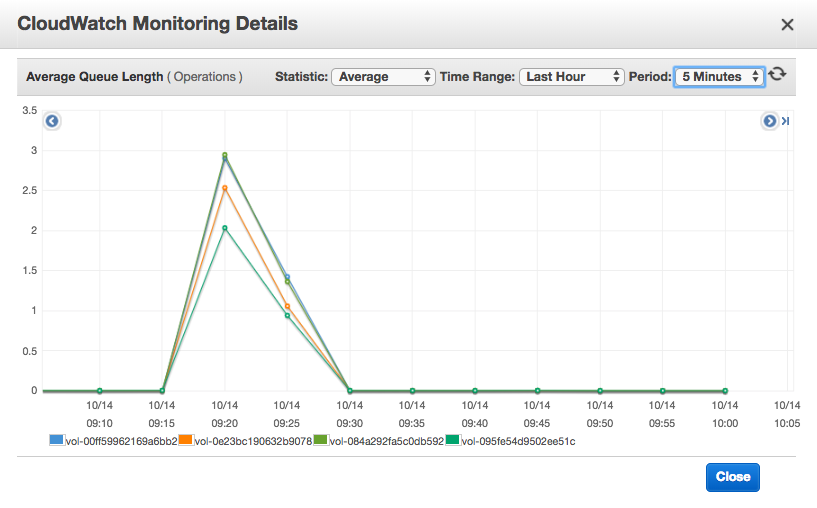 CloudWatch Monitoring Details
Average Queue Length ( Operations ) Statistic: Average Time Range: Last Hour Period: 5 Minutes
3.5
3
2.5
2
1.5
1
0.5
0
10/14 10/14 10/14 10/14 10/14 10/14 10/14 10/14 10/14 10/14 10/14 10/14
09:10 09:15 09:20 09:25 09:30 09:35 09:40 09:45 09:50 09:55 10:00 10:05
vol-00ff59962169a6bb2 vol-0e23bc190632b9078 vol-084a292fa5c0db592 vol-095fe54d9502ee51c
Close